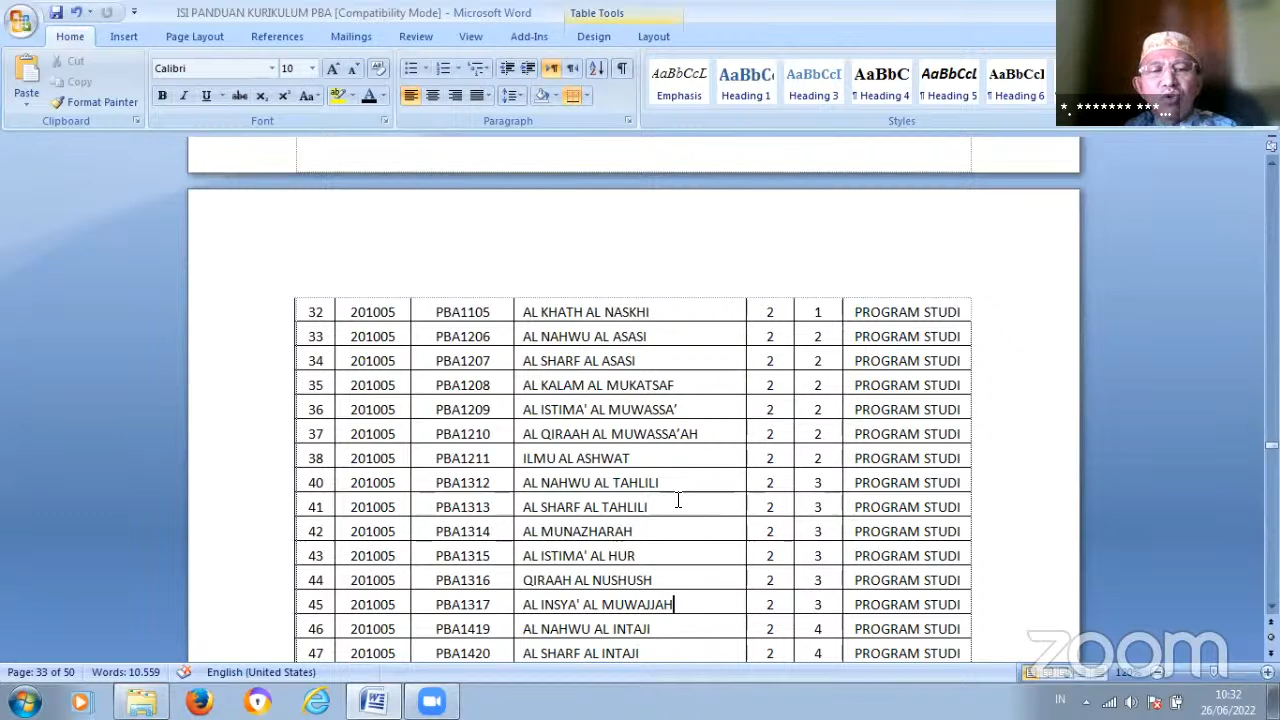 ISI PANDUAN KURIKULUM PBA [Compatibility Mode] - Microsoft Word
Table Tools
Home Insert Page Layout References Mailings Review View Add-Ins Design Layout
Paste
Cut
Copy
Format Painter
Calibri 10
AaBbCcL AaBbC AaBbCcI AaBbCcI AaBbCcL AaBbCcI
Emphasis Heading 1 Heading 3 ¶ Heading 4 ¶ Heading 5 ¶ Heading 6
Clipboard Font Paragraph Styles
*. ******* ***...
32 201005 PBA1105 AL KHATH AL NASKHI 2 1 PROGRAM STUDI
33 201005 PBA1206 AL NAHWU AL ASASI 2 2 PROGRAM STUDI
34 201005 PBA1207 AL SHARF AL ASASI 2 2 PROGRAM STUDI
35 201005 PBA1208 AL KALAM AL MUKATSAF 2 2 PROGRAM STUDI
36 201005 PBA1209 AL ISTIMA' AL MUWASSA’ 2 2 PROGRAM STUDI
37 201005 PBA1210 AL QIRAAH AL MUWASSA’AH 2 2 PROGRAM STUDI
38 201005 PBA1211 ILMU AL ASHWAT 2 2 PROGRAM STUDI
40 201005 PBA1312 AL NAHWU AL TAHLILI 2 3 PROGRAM STUDI
41 201005 PBA1313 AL SHARF AL TAHLILI 2 3 PROGRAM STUDI
42 201005 PBA1314 AL MUNAZHARAH 2 3 PROGRAM STUDI
43 201005 PBA1315 AL ISTIMA' AL HUR 2 3 PROGRAM STUDI
44 201005 PBA1316 QIRAAH AL NUSHUSH 2 3 PROGRAM STUDI
45 201005 PBA1317 AL INSYA' AL MUWAJJAH 2 3 PROGRAM STUDI
46 201005 PBA1419 AL NAHWU AL INTAJI 2 4 PROGRAM STUDI
47 201005 PBA1420 AL SHARF AL INTAJI 2 4 PROGRAM STUDI
zoom
Page: 33 of 50 Words: 10.559 English (United States)
IN
10:32
26/06/2022